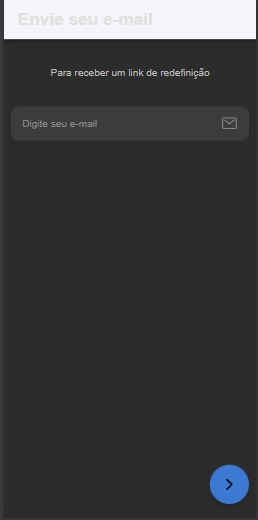 Envie seu e-mail
Para receber um link de redefinição
Digite seu e-mail